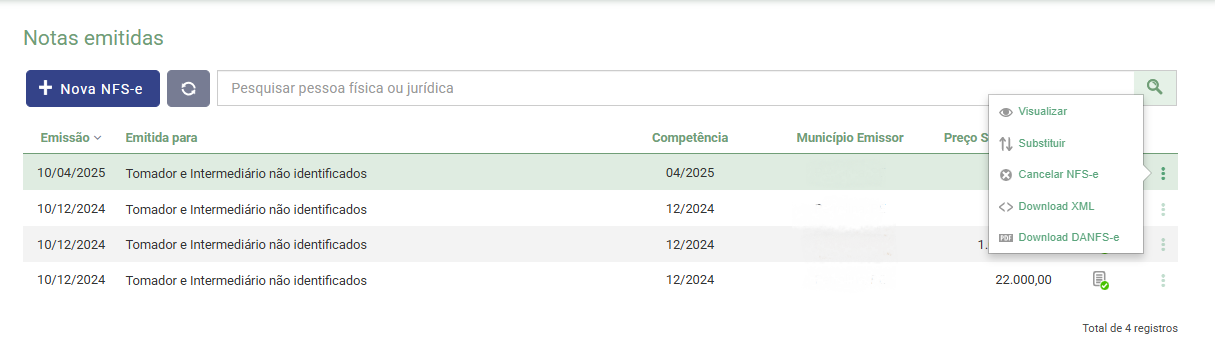 Notas emitidas
Nova NFS-e
Pesquisar pessoa física ou jurídica
Emissão Emitida para Competência Município Emissor Preço S
10/04/2025 Tomador e Intermediário não identificados 04/2025
10/12/2024 Tomador e Intermediário não identificados 12/2024
10/12/2024 Tomador e Intermediário não identificados 12/2024 1.
10/12/2024 Tomador e Intermediário não identificados 12/2024 22.000,00
Visualizar
Substituir
Cancelar NFS-e
Download XML
PDF Download DANFS-e
Total de 4 registros